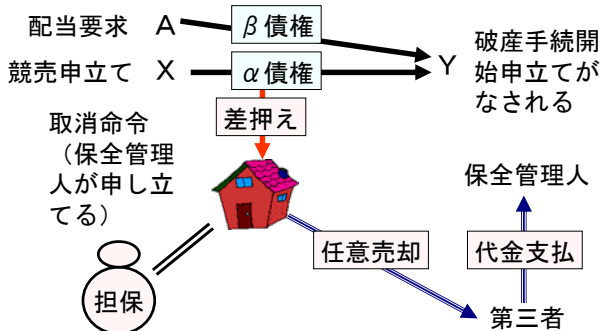 配当要求 A β債権
競売申立て X α債権 Y
破産手続開
始申立てが
なされる
差押え
取消命令
（保全管理
人が申し立
てる）
保全管理人
任意売却
代金支払
担保
第三者